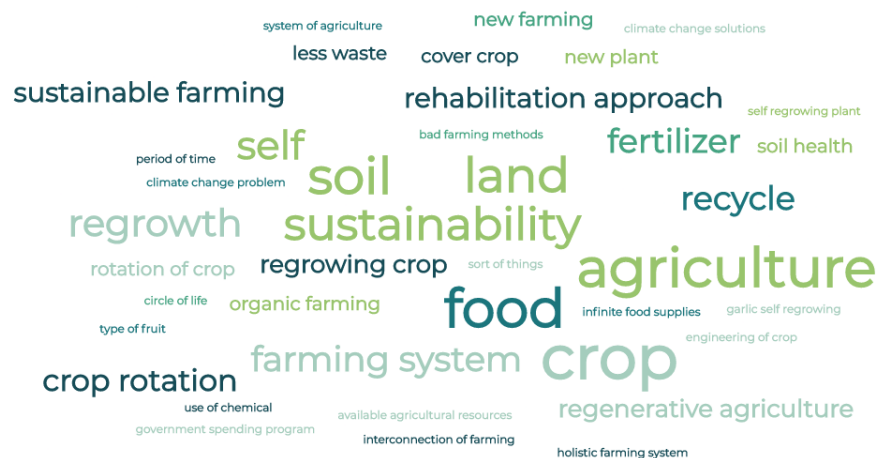 new farming
system of agriculture
climate change solutions
less waste
cover crop
new plant
sustainable farming
rehabilitation approach
self regrowing plant
bad farming methods
fertilizer
self
soil health
period of time
soil
land
climate change problem
recycle
regrowth
sustainability
rotation of crop
regrowing crop
sort of things
agriculture
circle of life
organic farming
food
infinite food supplies
garlic self regrowing
type of fruit
engineering of crop
farming system
crop
crop rotation
use of chemical
available agricultural resources
regenerative agriculture
government spending program
interconnection of farming
holistic farming system